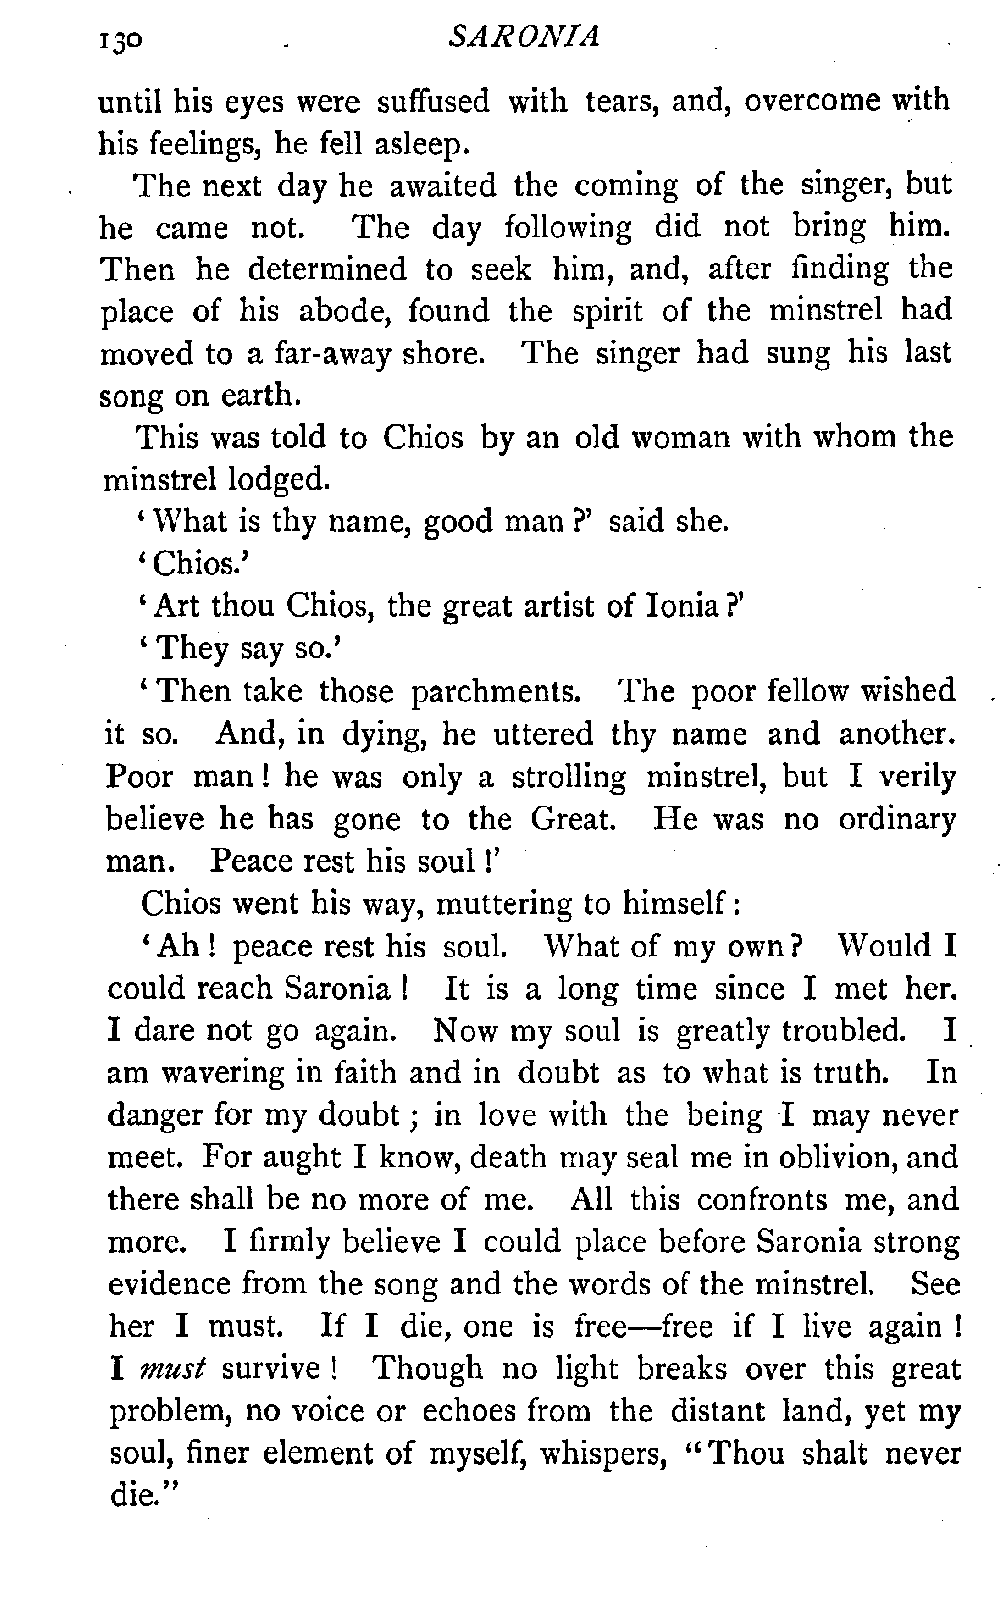 130 SARONIA
until his eyes were suffused with tears, and, overcome with
his feelings, he fell asleep.
The next day he awaited the coming of the singer, but
he came not. The day following did not bring him.
Then he determined to seek him, and, after finding the
place of his abode, found the spirit of the minstrel had
moved to a far-away shore. The singer had sung his last
song on earth.
This was told to Chios by an old woman with whom the
minstrel lodged.
‘What is thy name, good man?’ said she.
‘Chios.’
‘Art thou Chios, the great artist of Ionia?’
‘They say so.’
‘Then take those parchments. The poor fellow wished
it so. And, in dying, he uttered thy name and another.
Poor man! he was only a strolling minstrel, but I verily
believe he has gone to the Great. He was no ordinary
man. Peace rest his soul!’
Chios went his way, muttering to himself:
‘Ah! peace rest his soul. What of my own? Would I
could reach Saronia! It is a long time since I met her.
I dare not go again. Now my soul is greatly troubled. I
am wavering in faith and in doubt as to what is truth. In
danger for my doubt; in love with the being I may never
meet. For aught I know, death may seal me in oblivion, and
there shall be no more of me. All this confronts me, and
more. I firmly believe I could place before Saronia strong
evidence from the song and the words of the minstrel. See
her I must. If I die, one is free—free if I live again!
I must survive! Though no light breaks over this great
problem, no voice or echoes from the distant land, yet my
soul, finer element of myself, whispers, “Thou shalt never
die.”